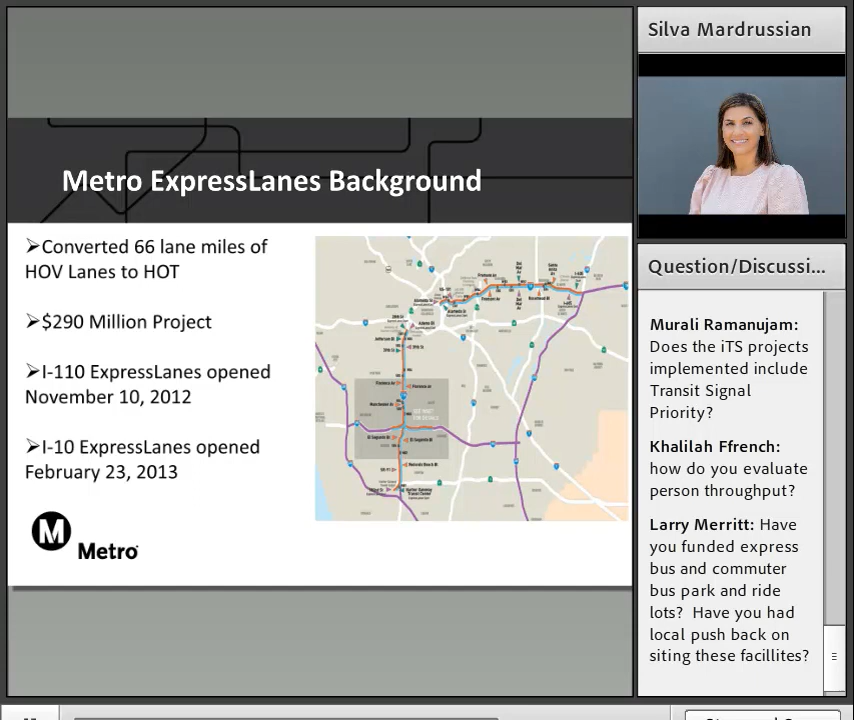 Silva Mardrussian
Metro ExpressLanes Background
➢Converted 66 lane miles of
HOV Lanes to HOT
➢$290 Million Project
➢I-110 ExpressLanes opened
November 10, 2012
➢I-10 ExpressLanes opened
February 23, 2013
M
Metro
Question/Discussi...
Murali Ramanujam:
Does the iTS projects
implemented include
Transit Signal
Priority?
Khalilah Ffrench:
how do you evaluate
person throughput?
Larry Merritt: Have
you funded express
bus and commuter
bus park and ride
lots?  Have you had
local push back on
siting these facillites?